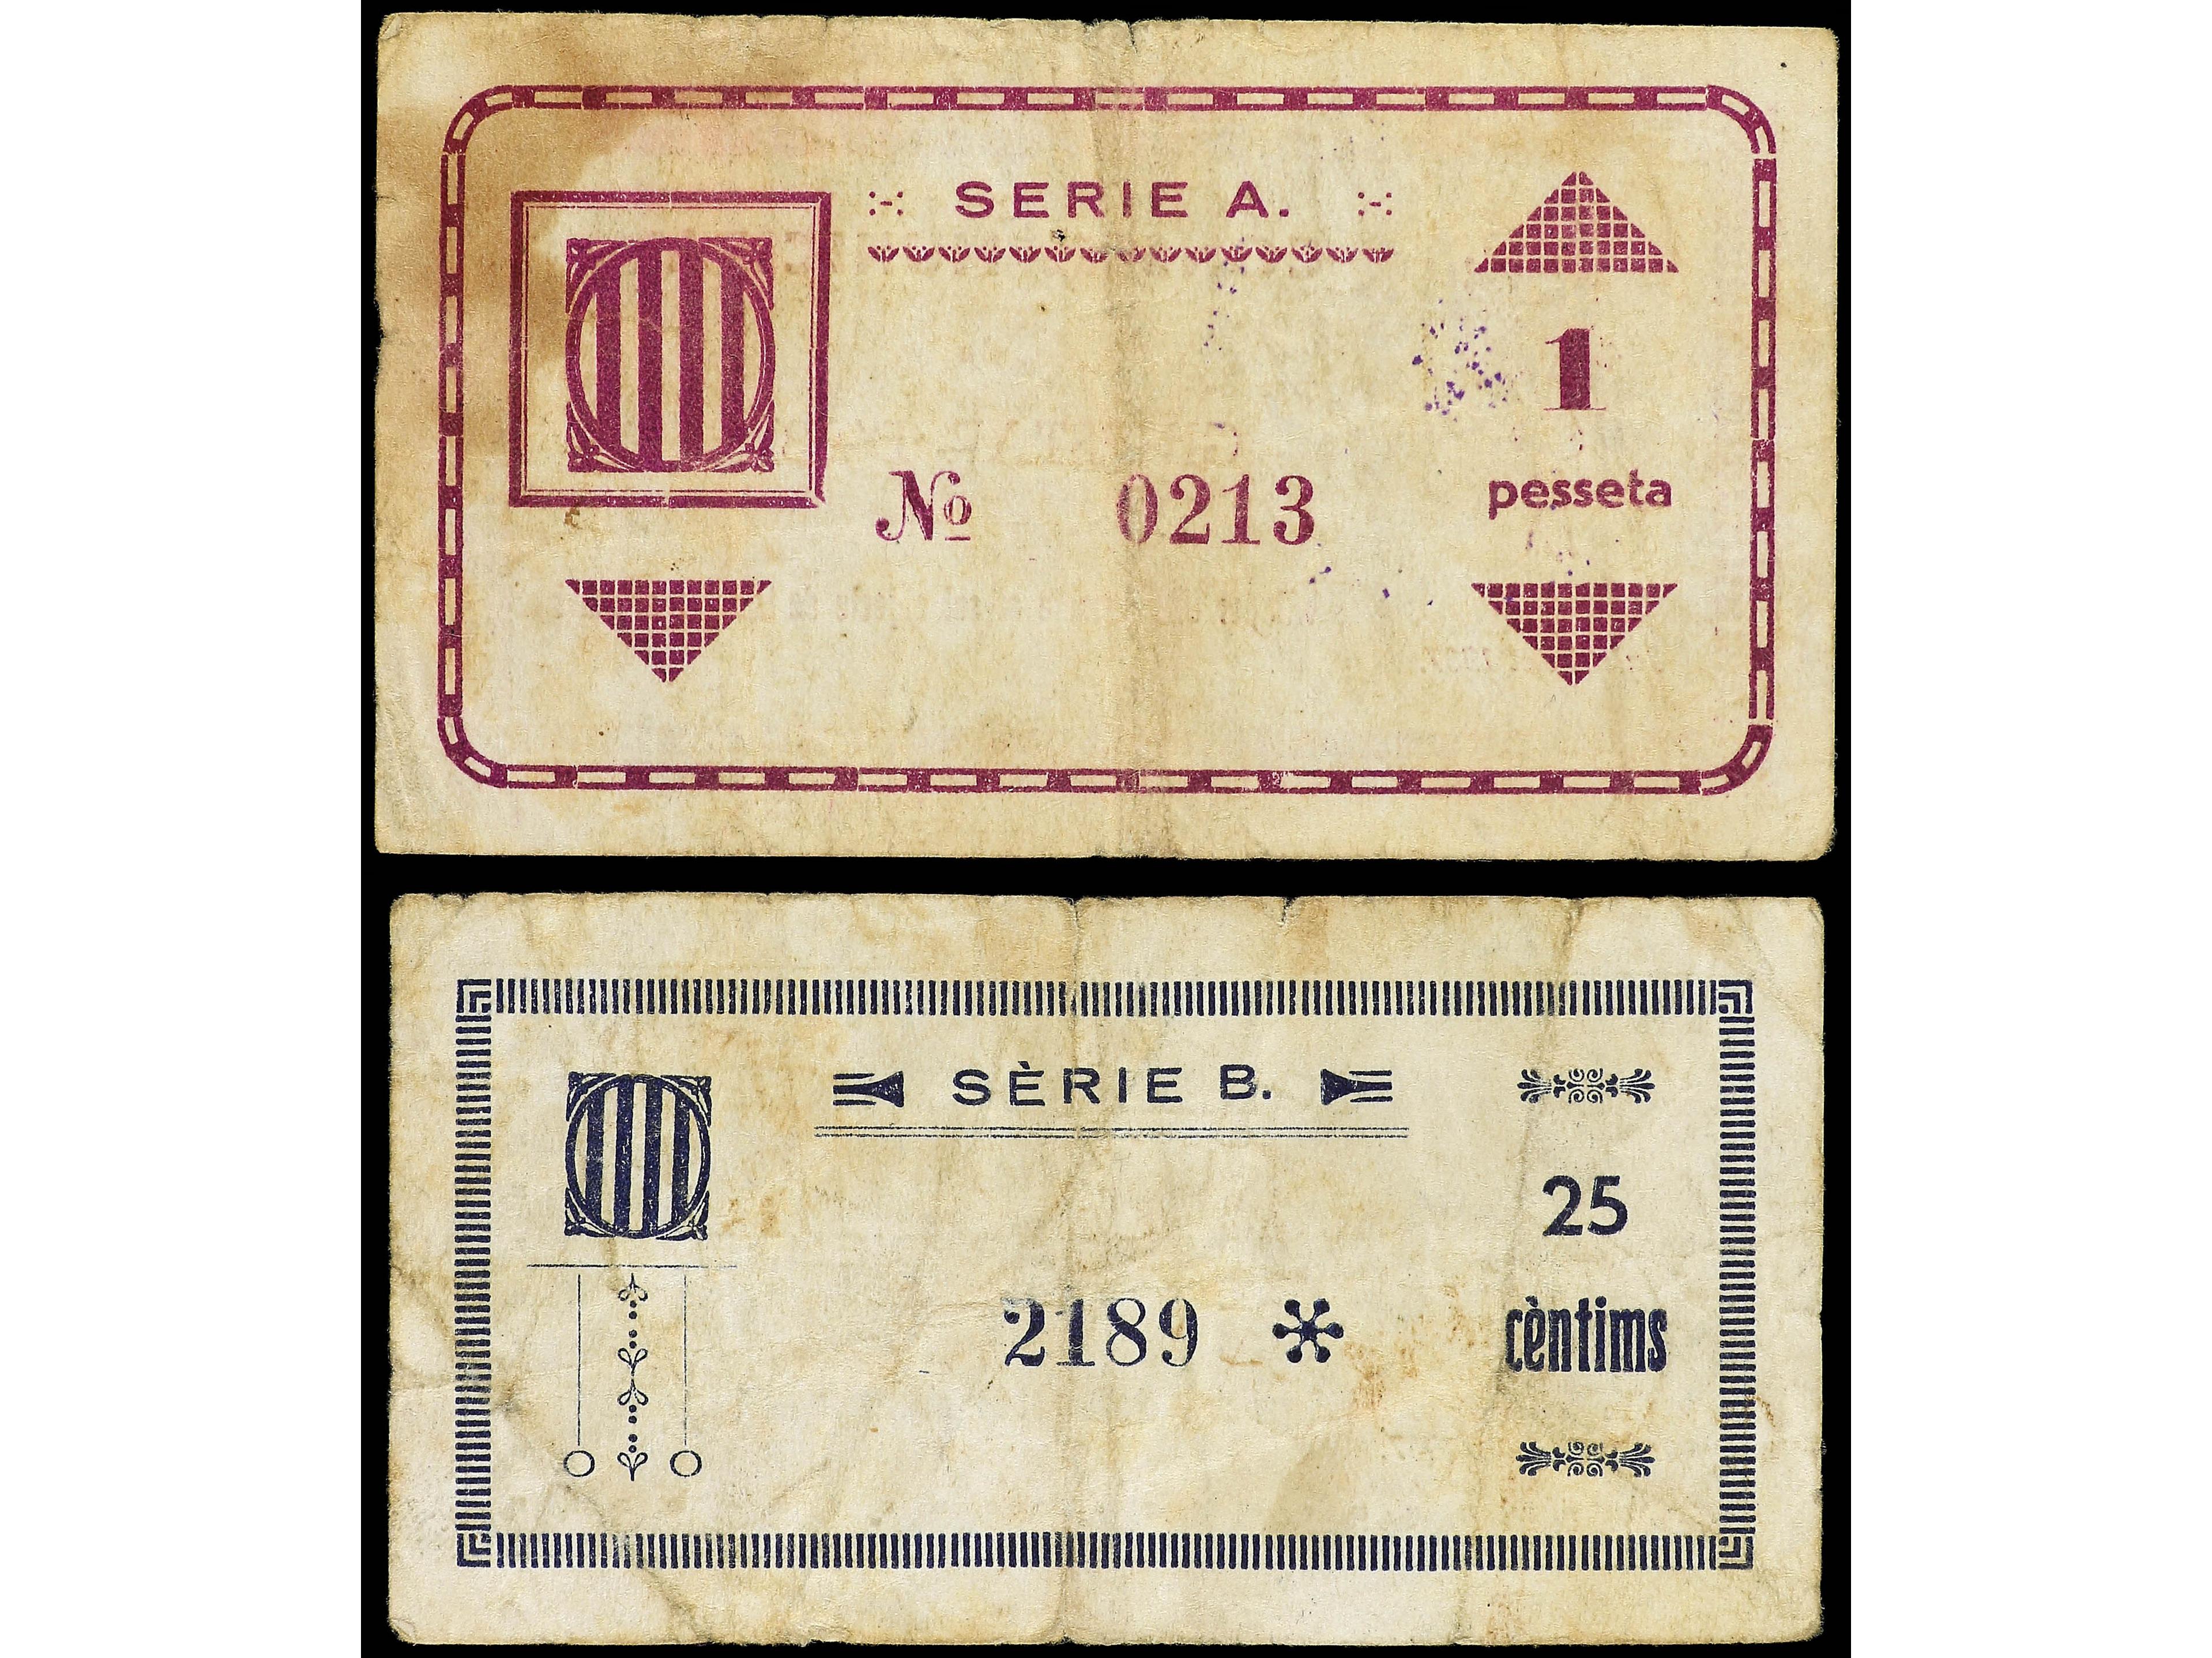 SERIE A.
1
pesseta
№ 0213
SÈRIE B.
25
cèntims
2189 *